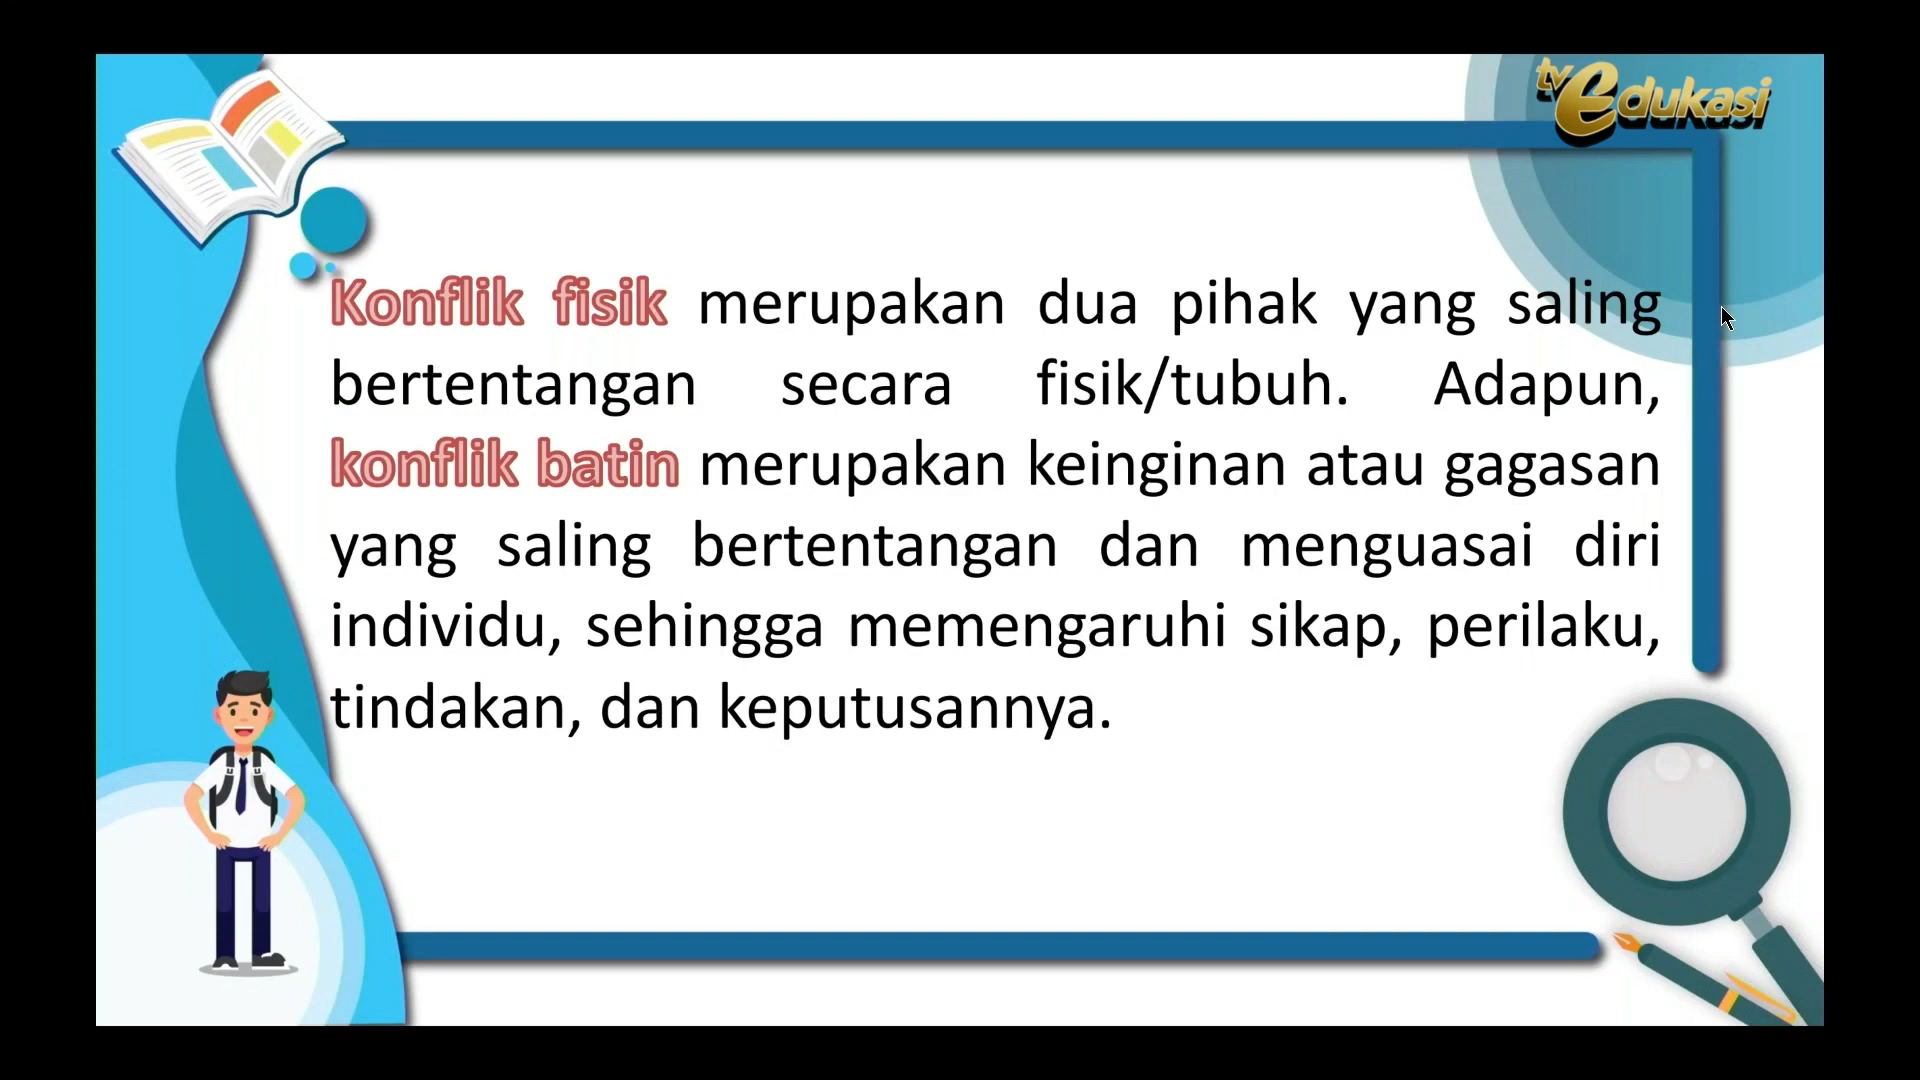 tv edukasi
Konflik fisik merupakan dua pihak yang saling
bertentangan secara fisik/tubuh. Adapun,
konflik batin merupakan keinginan atau gagasan
yang saling bertentangan dan menguasai diri
individu, sehingga memengaruhi sikap, perilaku,
tindakan, dan keputusannya.